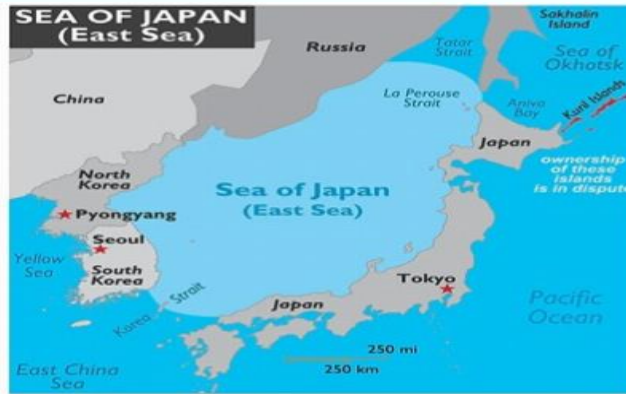 SEA OF JAPAN
(East Sea)
Russia
Sakhalin
Island
Tatar
Strait
Sea of
Okhotsk
China
La Perouse
Strait
Aniva
Bay
Kuril Islands
Japan
ownership
of these
islands
is in dispute
North
Korea
Sea of Japan
(East Sea)
Pyongyang
Seoul
Yellow
Sea
South
Korea
Korea Strait
Japan
Tokyo
Pacific
Ocean
250 mi
250 km
East China
Sea